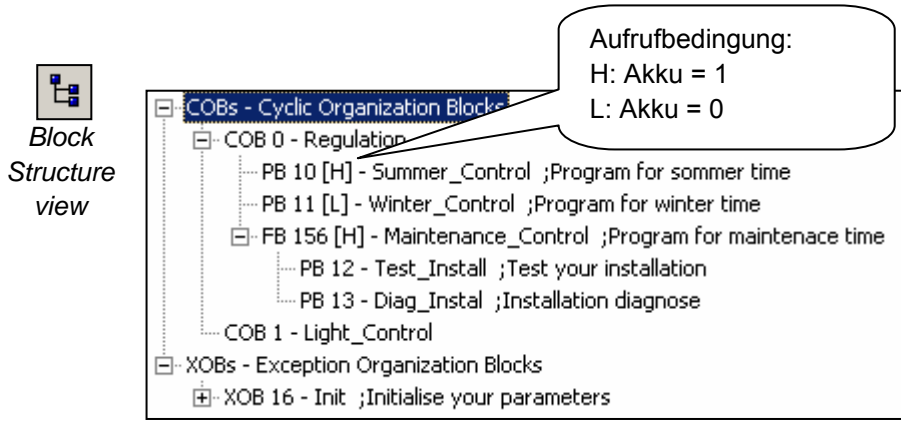 Aufrufbedingung:
H: Akku = 1
L: Akku = 0
Block
Structure
view
COBs - Cyclic Organization Blocks
COB 0 - Regulation
PB 10 [H] - Summer_Control ;Program for sommer time
PB 11 [L] - Winter_Control ;Program for winter time
FB 156 [H] - Maintenance_Control ;Program for maintenace time
PB 12 - Test_Install ;Test your installation
PB 13 - Diag_Instal ;Installation diagnose
COB 1 - Light_Control
XOBs - Exception Organization Blocks
XOB 16 - Init ;Initialise your parameters